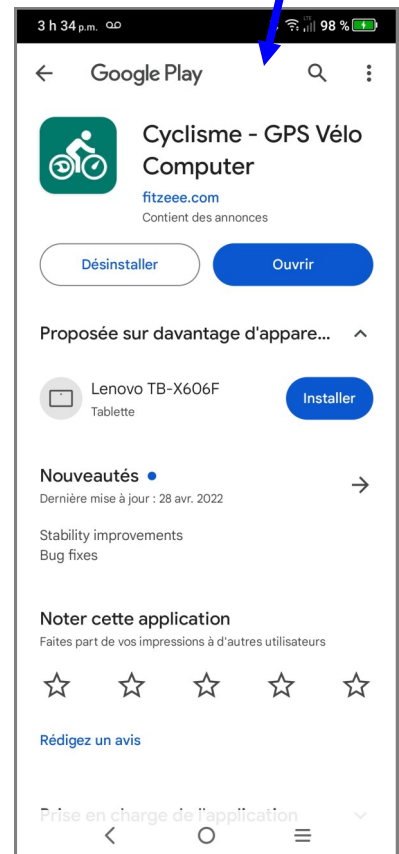 3 h 34 p.m. 98 %
LTE
Google Play
Cyclisme - GPS Vélo
Computer
fitzeee.com
Contient des annonces
Désinstaller Ouvrir
Proposée sur davantage d'appare...
Lenovo TB-X606F
Tablette
Installer
Nouveautés
Dernière mise à jour : 28 avr. 2022
Stability improvements
Bug fixes
Noter cette application
Faites part de vos impressions à d'autres utilisateurs
Rédigez un avis
Prise en charge de l'application